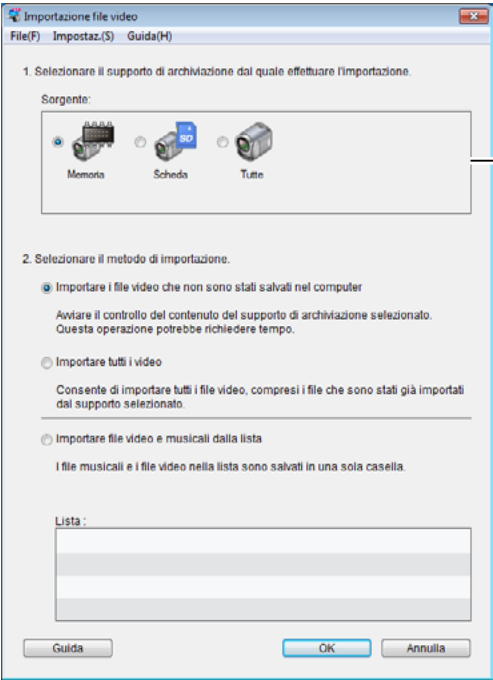 Importazione file video
File(F) Impostaz.(S) Guida(H)
1. Selezionare il supporto di archiviazione dal quale effettuare l'importazione.
Sorgente:
SD
Memoria Scheda Tutte
2. Selezionare il metodo di importazione.
Importare i file video che non sono stati salvati nel computer
Avviare il controllo del contenuto del supporto di archiviazione selezionato.
Questa operazione potrebbe richiedere tempo.
Importare tutti i video
Consente di importare tutti i file video, compresi i file che sono stati già importati
dal supporto selezionato.
Importare file video e musicali dalla lista
I file musicali e i file video nella lista sono salvati in una sola casella.
Lista :
Guida OK Annulla